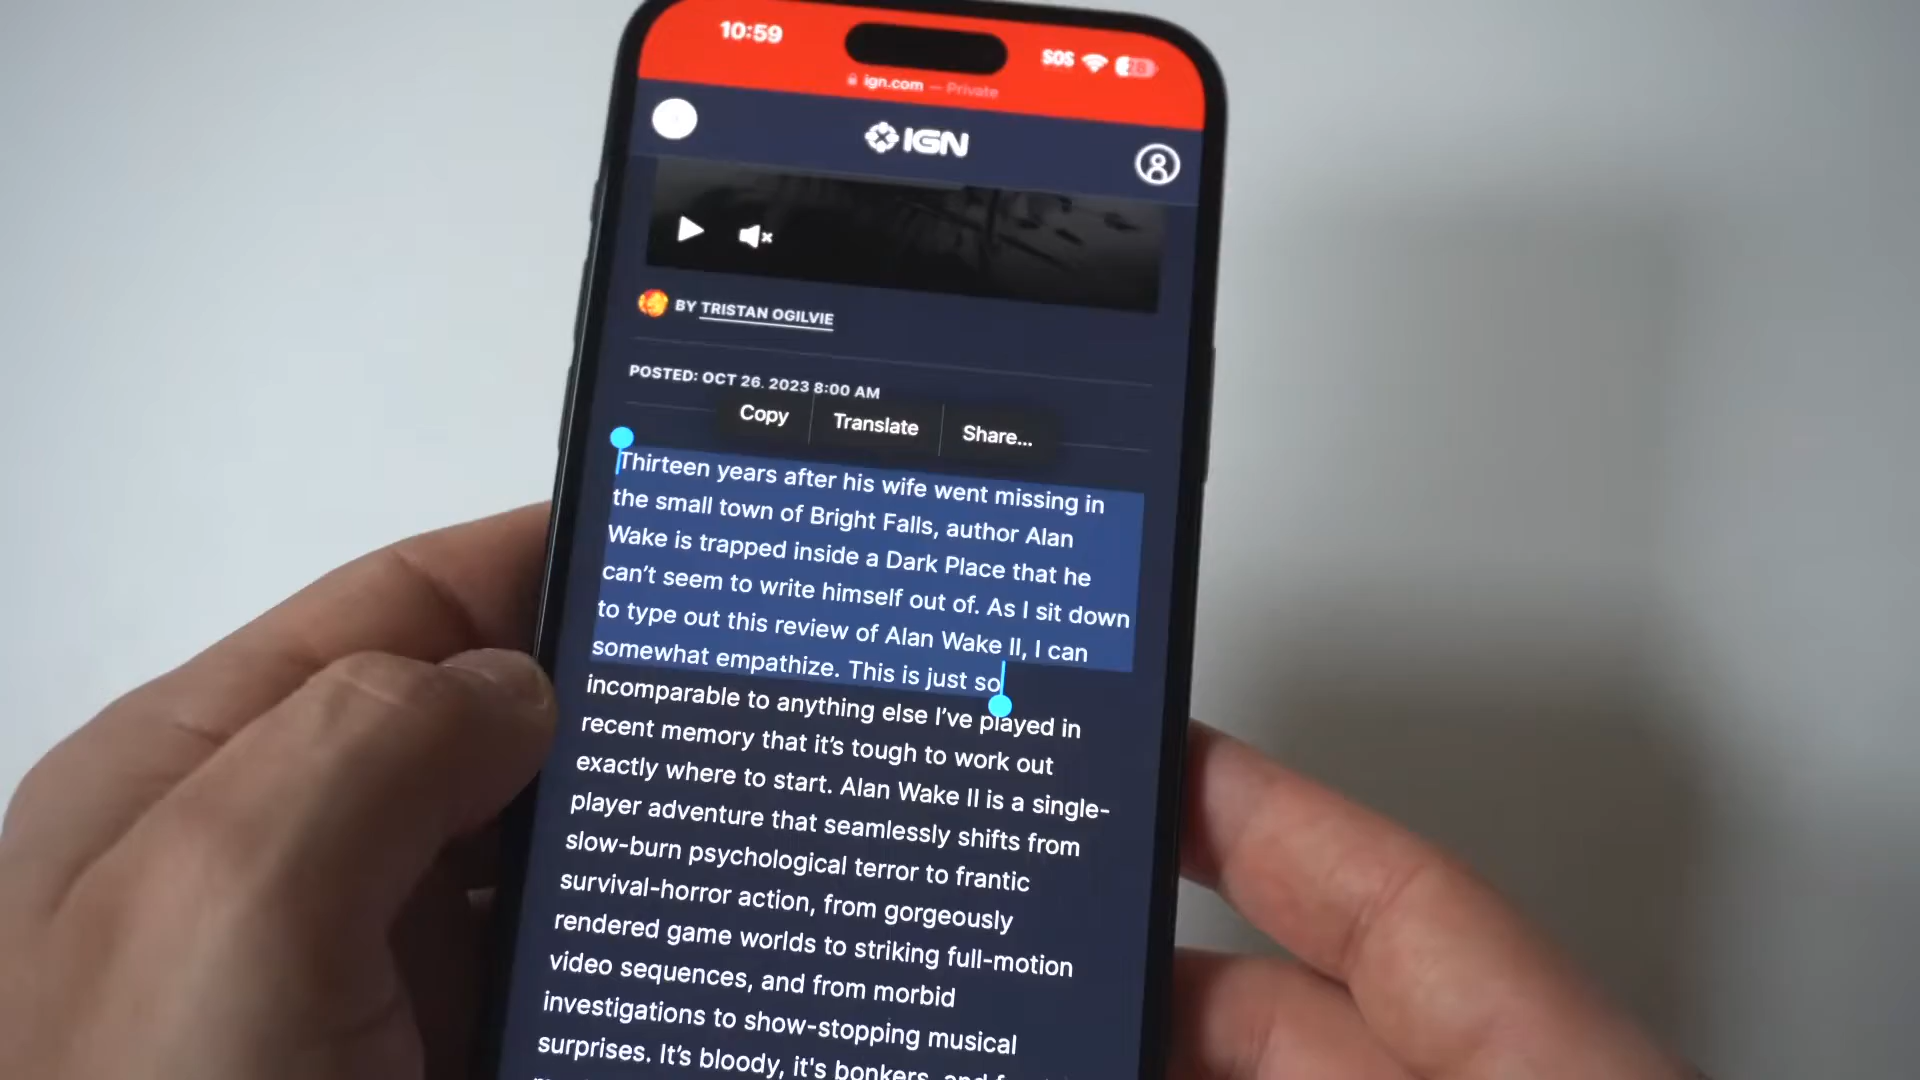 10:59
SOS
28
ign.com — Private
IGN
BY TRISTAN OGILVIE
POSTED: OCT 26, 2023 8:00 AM
Copy
Translate
Share...
Thirteen years after his wife went missing in
the small town of Bright Falls, author Alan
Wake is trapped inside a Dark Place that he
can’t seem to write himself out of. As I sit down
to type out this review of Alan Wake II, I can
somewhat empathize. This is just so
incomparable to anything else I’ve played in
recent memory that it’s tough to work out
exactly where to start. Alan Wake II is a single-
player adventure that seamlessly shifts from
slow-burn psychological terror to frantic
survival-horror action, from gorgeously
rendered game worlds to striking full-motion
video sequences, and from morbid
investigations to show-stopping musical
surprises. It’s bloody, it's bonkers, and